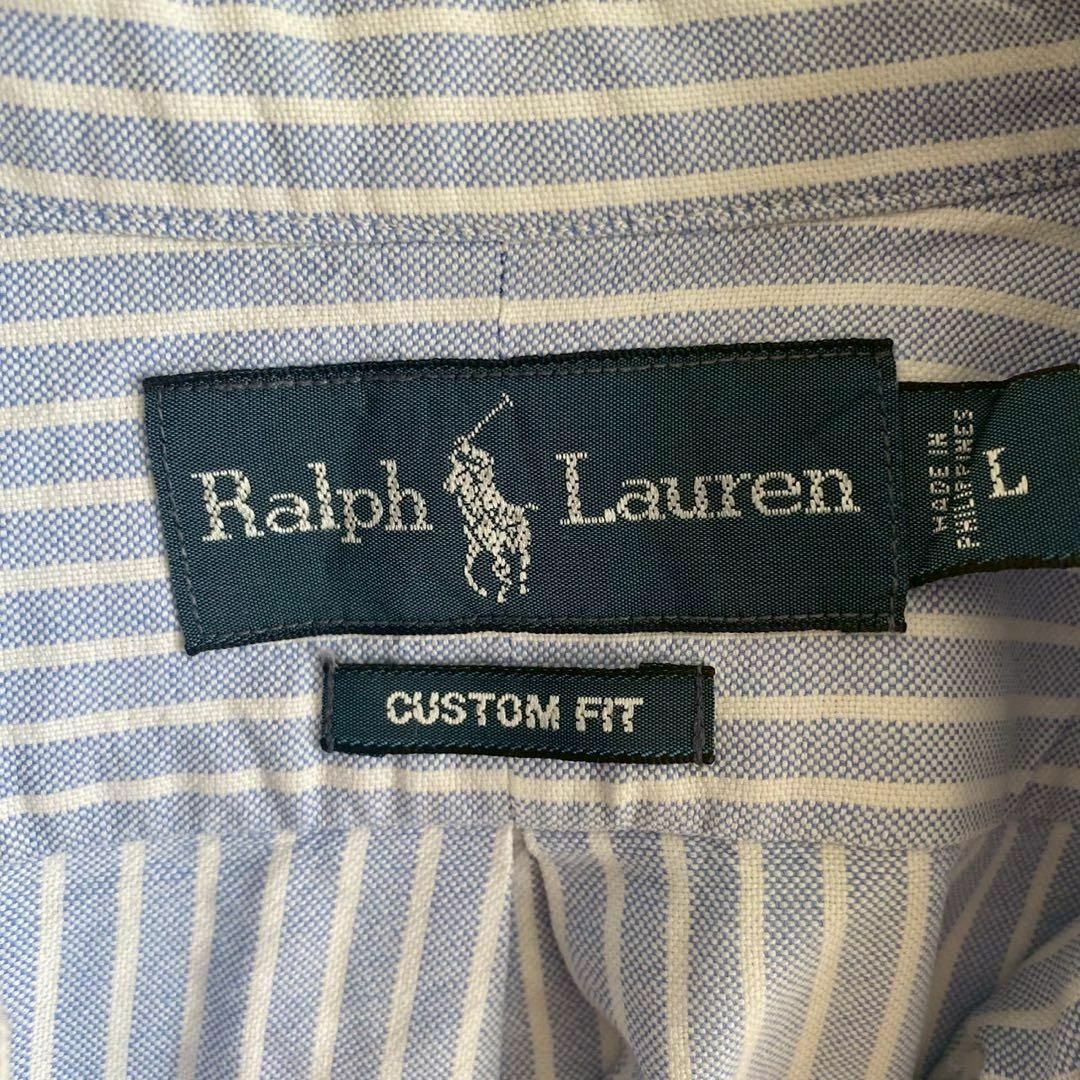 Ralph Lauren
MADE IN
PHILIPPINES
L
CUSTOM FIT